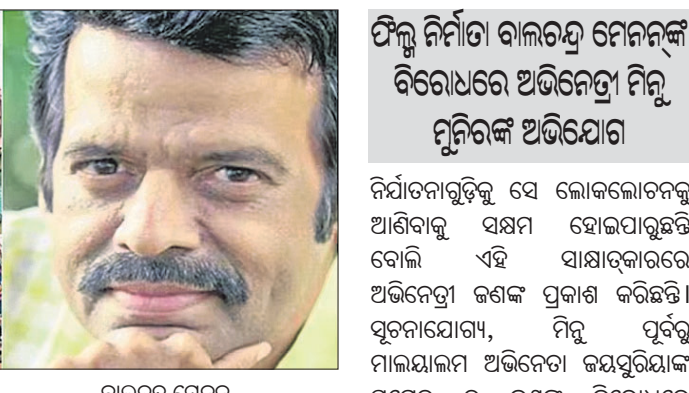 ଫିଲ୍ମ ନିର୍ମାତା ବାଲଚନ୍ଦ୍ର ମେନନ୍‌ଙ୍କ
ବିରୋଧରେ ଅଭିନେତ୍ରୀ ମିନୁ
ମୁନିରଙ୍କ ଅଭିଯୋଗ
ନିର୍ଯାତନାଗୁଡ଼ିକୁ ସେ ଲୋକଲୋଚନକୁ
ଆଣିବାକୁ ସକ୍ଷମ ହୋଇପାରୁଛନ୍ତି
ବୋଲି ଏହି ସାକ୍ଷାତ୍‌କାରରେ
ଅଭିନେତ୍ରୀ ଜଣଙ୍କ ପ୍ରକାଶ କରିଛନ୍ତି।
ସୂଚନାଯୋଗ୍ୟ, ମିନୁ ପୂର୍ବରୁ
ମାଲୟାଲମ ଅଭିନେତା ଜୟସୁରିୟାଙ୍କ